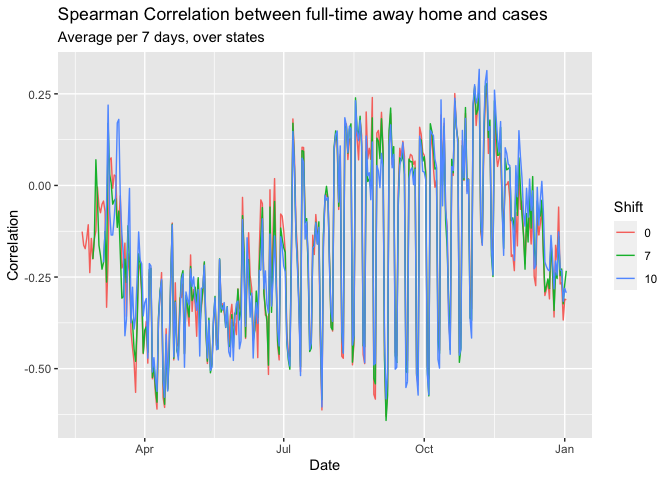 Spearman Correlation between full-time away home and cases
Average per 7 days, over states
Correlation
0.25
0.00
-0.25
-0.50
Apr
Jul
Oct
Jan
Date
Shift
0
7
10